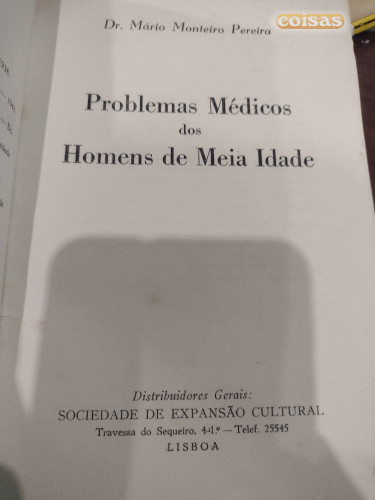 coisas
Dr. Mário Monteiro Pereira
Problemas Médicos
dos
Homens de Meia Idade
Distribuidores Gerais:
SOCIEDADE DE EXPANSÃO CULTURAL
Travessa do Sequeiro, 4-1.º — Telef. 25545
LISBOA